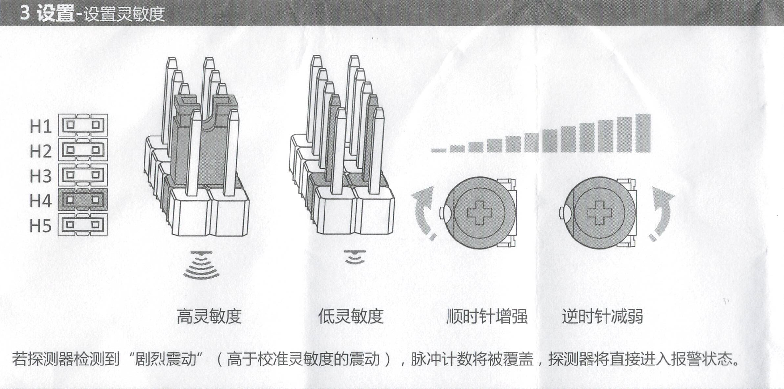 3 设置-设置灵敏度
H1
H2
H3
H4
H5
高灵敏度
低灵敏度
顺时针增强
逆时针减弱
若探测器检测到“剧烈震动”（高于校准灵敏度的震动），脉冲计数将被覆盖，探测器将直接进入报警状态。